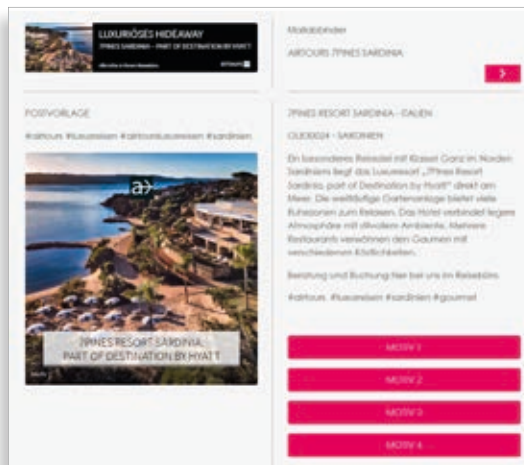 LUXURIÖSES HIDEAWAY
7PINES SARDINIA – PART OF DESTINATION BY HYATT
Mailabbinder
AIRTOURS 7PINES SARDINIA
POSTVORLAGE
#airtours #luxusreisen #airtoursluxusreisen #sardinien
a
7PINES RESORT SARDINIA,
PART OF DESTINATION BY HYATT
7PINES RESORT SARDINIA - ITALIEN
- SARDINIEN
Ein besonderes Reiseziel mit Klasse! Ganz im Norden
Sardiniens liegt das Luxusresort „7Pines Resort
Sardinia, part of Destination by Hyatt“ direkt am
Meer. Die weitläufige Gartenanlage bietet viele
Ruhezonen zum Relaxen. Das Hotel verbindet legere
Atmosphäre mit stilvollem Ambiente. Mehrere
Restaurants verwöhnen den Gaumen mit
verschiedenen Köstlichkeiten.
Beratung und Buchung hier bei uns im Reisebüro.
#airtours #luxusreisen #sardinien #gourmet
MOTIV 1
MOTIV 2
MOTIV 3
MOTIV 4